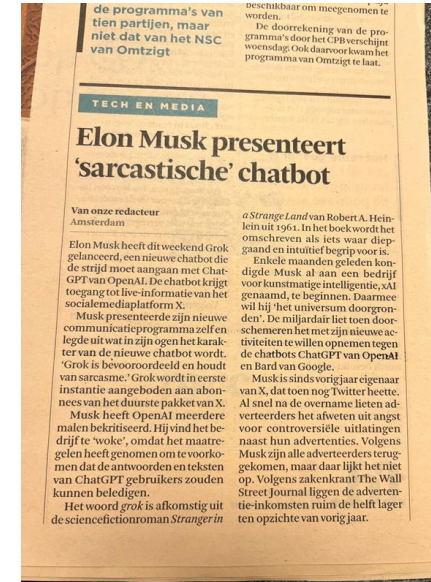 de programma's van
tien partijen, maar
niet dat van het NSC
van Omtzigt
beschikbaar om meegenomen te
worden.
De doorrekening van de pro-
gramma's door het CPB verschijnt
woensdag. Ook daarvoor kwam het
programma van Omtzigt te laat.
TECH EN MEDIA
Elon Musk presenteert
'sarcastische' chatbot
Van onze redacteur
Amsterdam
Elon Musk heeft dit weekend Grok
gelanceerd, een nieuwe chatbot die
de strijd moet aangaan met Chat-
GPT van OpenAI. De chatbot krijgt
toegang tot live-informatie van het
socialemediaplatform X.
Musk presenteerde zijn nieuwe
communicatieprogramma zelf en
legde uit wat in zijn ogen het karak-
ter van de nieuwe chatbot wordt.
'Grok is bevooroordeeld en houdt
van sarcasme.' Grok wordt in eerste
instantie aangeboden aan abon-
nees van het duurste pakket van X.
Musk heeft OpenAI meerdere
malen bekritiseerd. Hij vind het be-
drijf te 'woke', omdat het maatre-
gelen heeft genomen om te voorko-
men dat de antwoorden en teksten
van ChatGPT gebruikers zouden
kunnen beledigen.
Het woord grok is afkomstig uit
de sciencefictionroman Stranger in
a Strange Land van Robert A. Hein-
lein uit 1961. In het boek wordt het
omschreven als iets waar diep-
gaand en intuïtief begrip voor is.
Enkele maanden geleden kon-
digde Musk al aan een bedrijf
voor kunstmatige intelligentie, xAI
genaamd, te beginnen. Daarmee
wil hij 'het universum doorgron-
den'. De miljardair liet toen door-
schemeren het met zijn nieuwe ac-
tiviteiten te willen opnemen tegen
de chatbots ChatGPT van OpenAI
en Bard van Google.
Musk is sinds vorig jaar eigenaar
van X, dat toen nog Twitter heette.
Al snel na de overname lieten ad-
verteerders het afweten uit angst
voor controversiële uitlatingen
naast hun advertenties. Volgens
Musk zijn alle adverteerders terug-
gekomen, maar daar lijkt het niet
op. Volgens zakenkrant The Wall
Street Journal liggen de adverten-
tie-inkomsten ruim de helft lager
ten opzichte van vorig jaar.